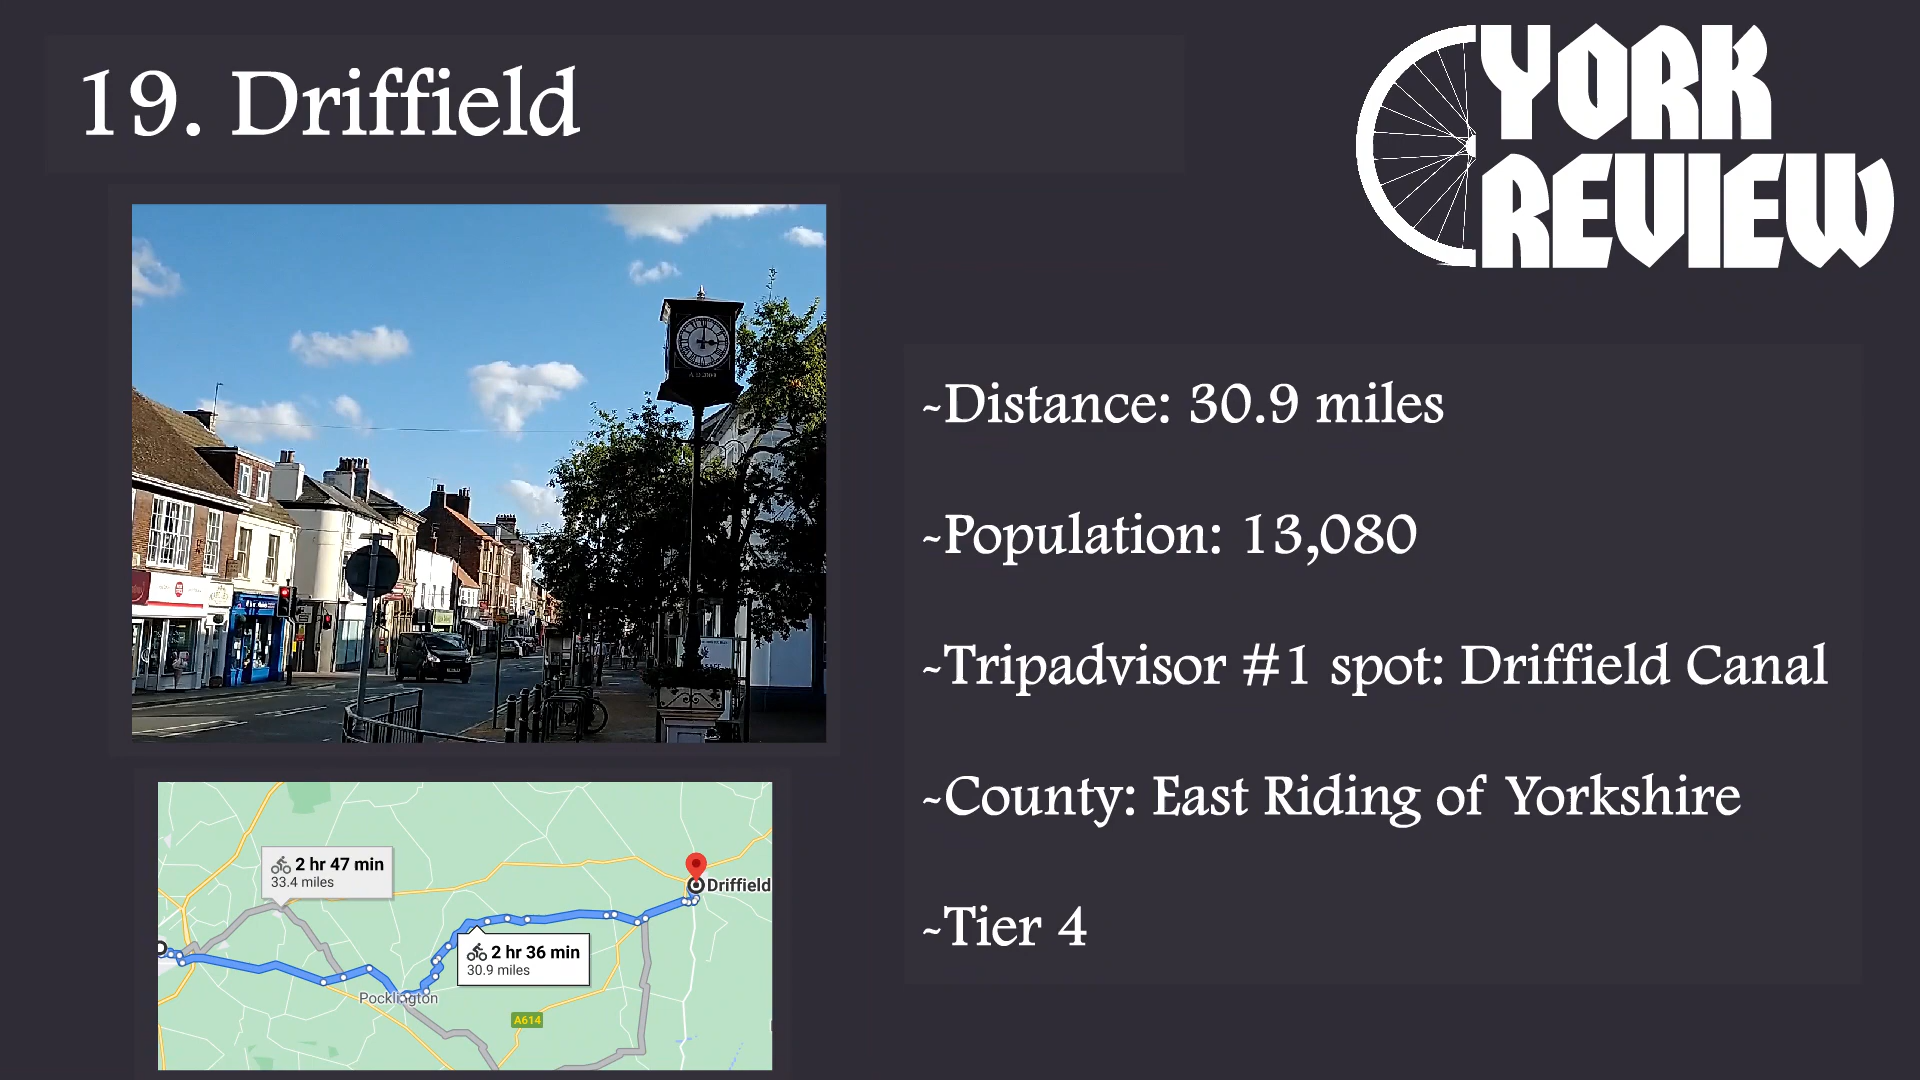 19. Driffield
YORK
REVIEW
~Distance: 30.9 miles
~Population: 13,080
~Tripadvisor #1 spot: Driffield Canal
~County: East Riding of Yorkshire
~Tier 4
2 hr 47 min
33.4 miles
Driffield
2 hr 36 min
30.9 miles
Pocklington
A614